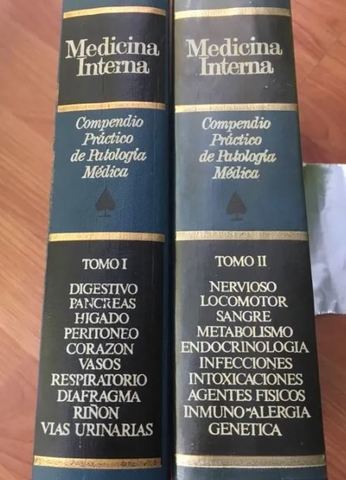 Medicina
Interna
Compendio
Práctico
de Patología
Médica
TOMO I
DIGESTIVO
PANCREAS
HIGADO
PERITONEO
CORAZON
VASOS
RESPIRATORIO
DIAFRAGMA
RIÑON
VIAS URINARIAS
Medicina
Interna
Compendio
Práctico
de Patología
Médica
TOMO II
NERVIOSO
LOCOMOTOR
SANGRE
METABOLISMO
ENDOCRINOLOGIA
INFECCIONES
INTOXICACIONES
AGENTES FISICOS
INMUNO-ALERGIA
GENETICA